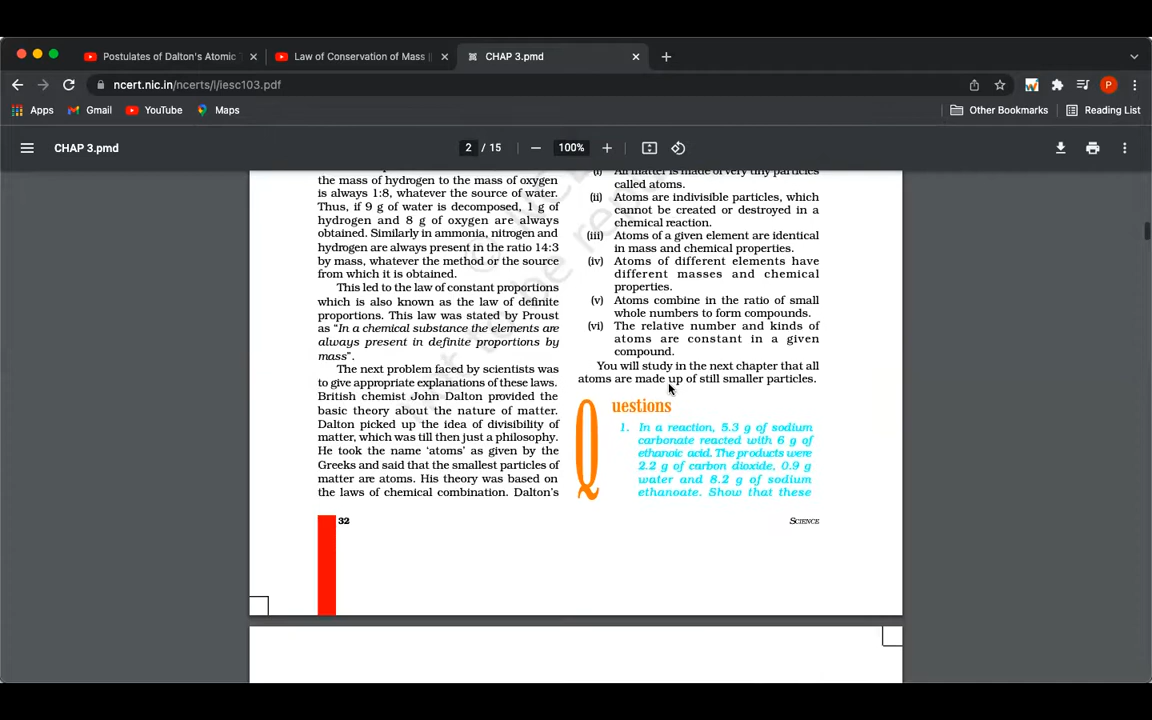 Postulates of Dalton's Atomic
Law of Conservation of Mass
CHAP 3.pmd
ncert.nic.in/ncerts/l/iesc103.pdf
P
Apps
Gmail
YouTube
Maps
Other Bookmarks
Reading List
CHAP 3.pmd
2 / 15
100%
the mass of hydrogen to the mass of oxygen
is always 1:8, whatever the source of water.
Thus, if 9 g of water is decomposed, 1 g of
hydrogen and 8 g of oxygen are always
obtained. Similarly in ammonia, nitrogen and
hydrogen are always present in the ratio 14:3
by mass, whatever the method or the source
from which it is obtained.
This led to the law of constant proportions
which is also known as the law of definite
proportions. This law was stated by Proust
as “In a chemical substance the elements are
always present in definite proportions by
mass”.
The next problem faced by scientists was
to give appropriate explanations of these laws.
British chemist John Dalton provided the
basic theory about the nature of matter.
Dalton picked up the idea of divisibility of
matter, which was till then just a philosophy.
He took the name ‘atoms’ as given by the
Greeks and said that the smallest particles of
matter are atoms. His theory was based on
the laws of chemical combination. Dalton’s
32
(i) All matter is made of very tiny particles
called atoms.
(ii) Atoms are indivisible particles, which
cannot be created or destroyed in a
chemical reaction.
(iii) Atoms of a given element are identical
in mass and chemical properties.
(iv) Atoms of different elements have
different masses and chemical
properties.
(v) Atoms combine in the ratio of small
whole numbers to form compounds.
(vi) The relative number and kinds of
atoms are constant in a given
compound.
You will study in the next chapter that all
atoms are made up of still smaller particles.
Questions
1. In a reaction, 5.3 g of sodium
carbonate reacted with 6 g of
ethanoic acid. The products were
2.2 g of carbon dioxide, 0.9 g
water and 8.2 g of sodium
ethanoate. Show that these
SCIENCE